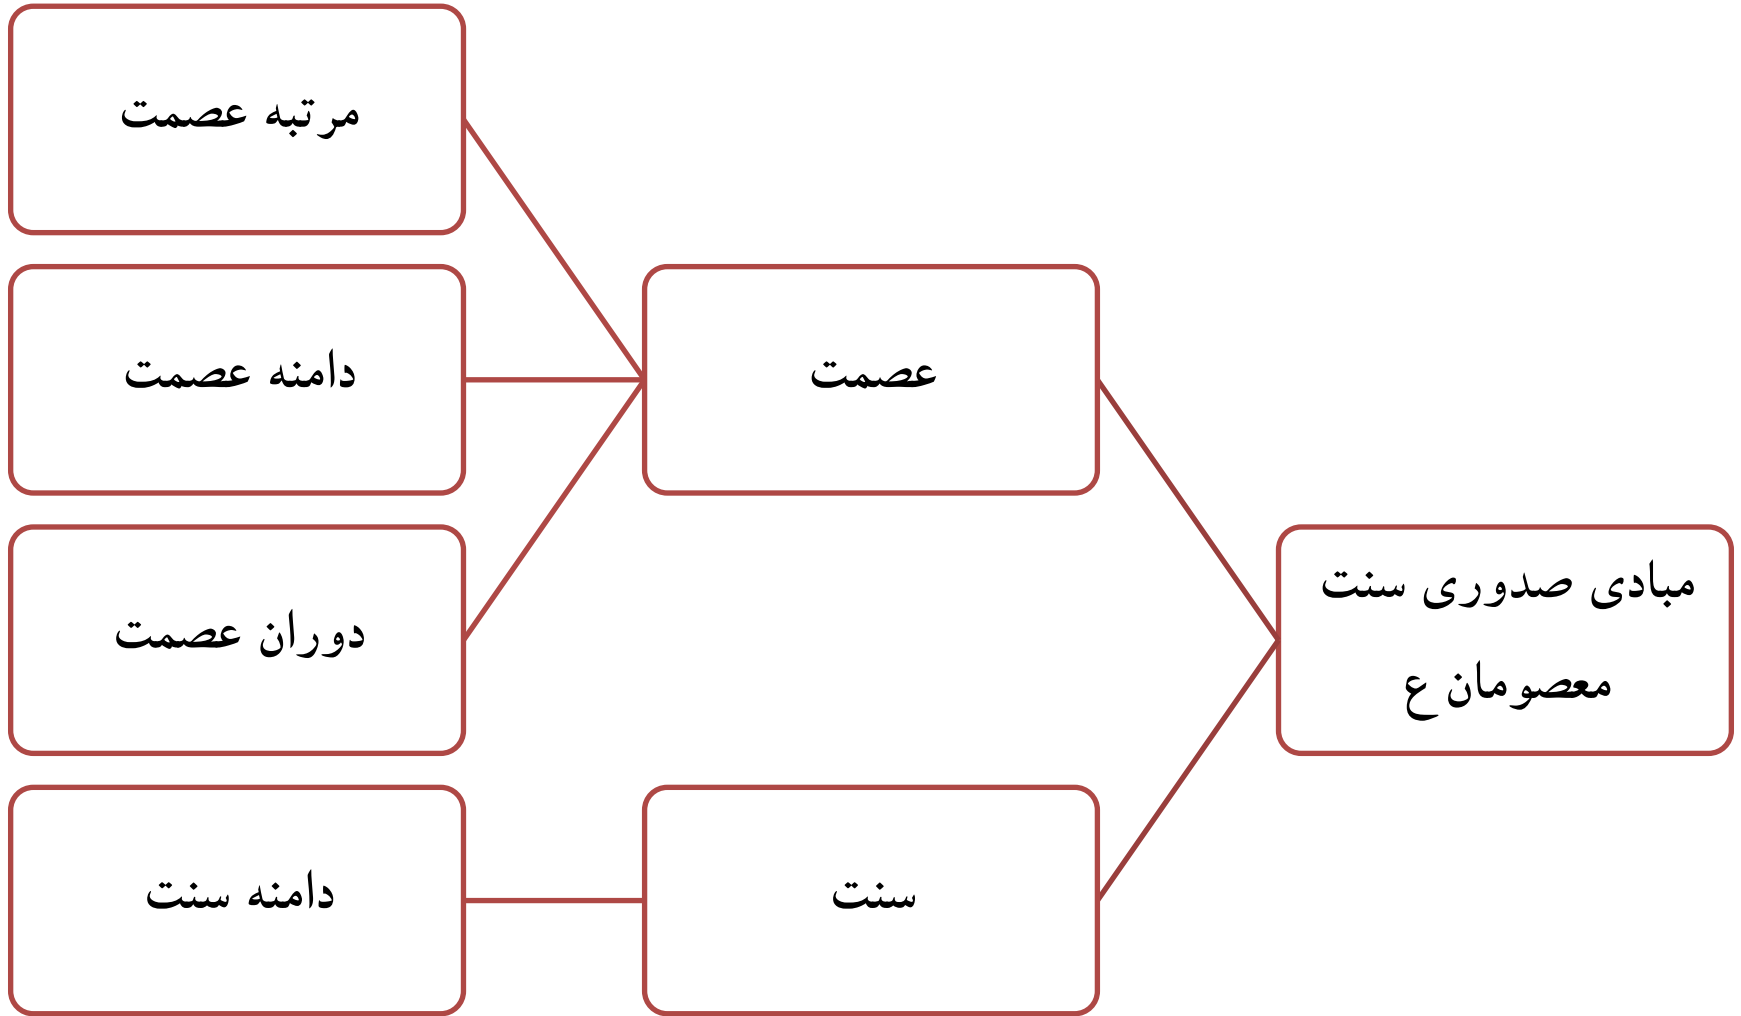 مبادی صدوری سنت
معصومان ع
عصمت
مرتبه عصمت
دامنه عصمت
دوران عصمت
سنت
دامنه سنت